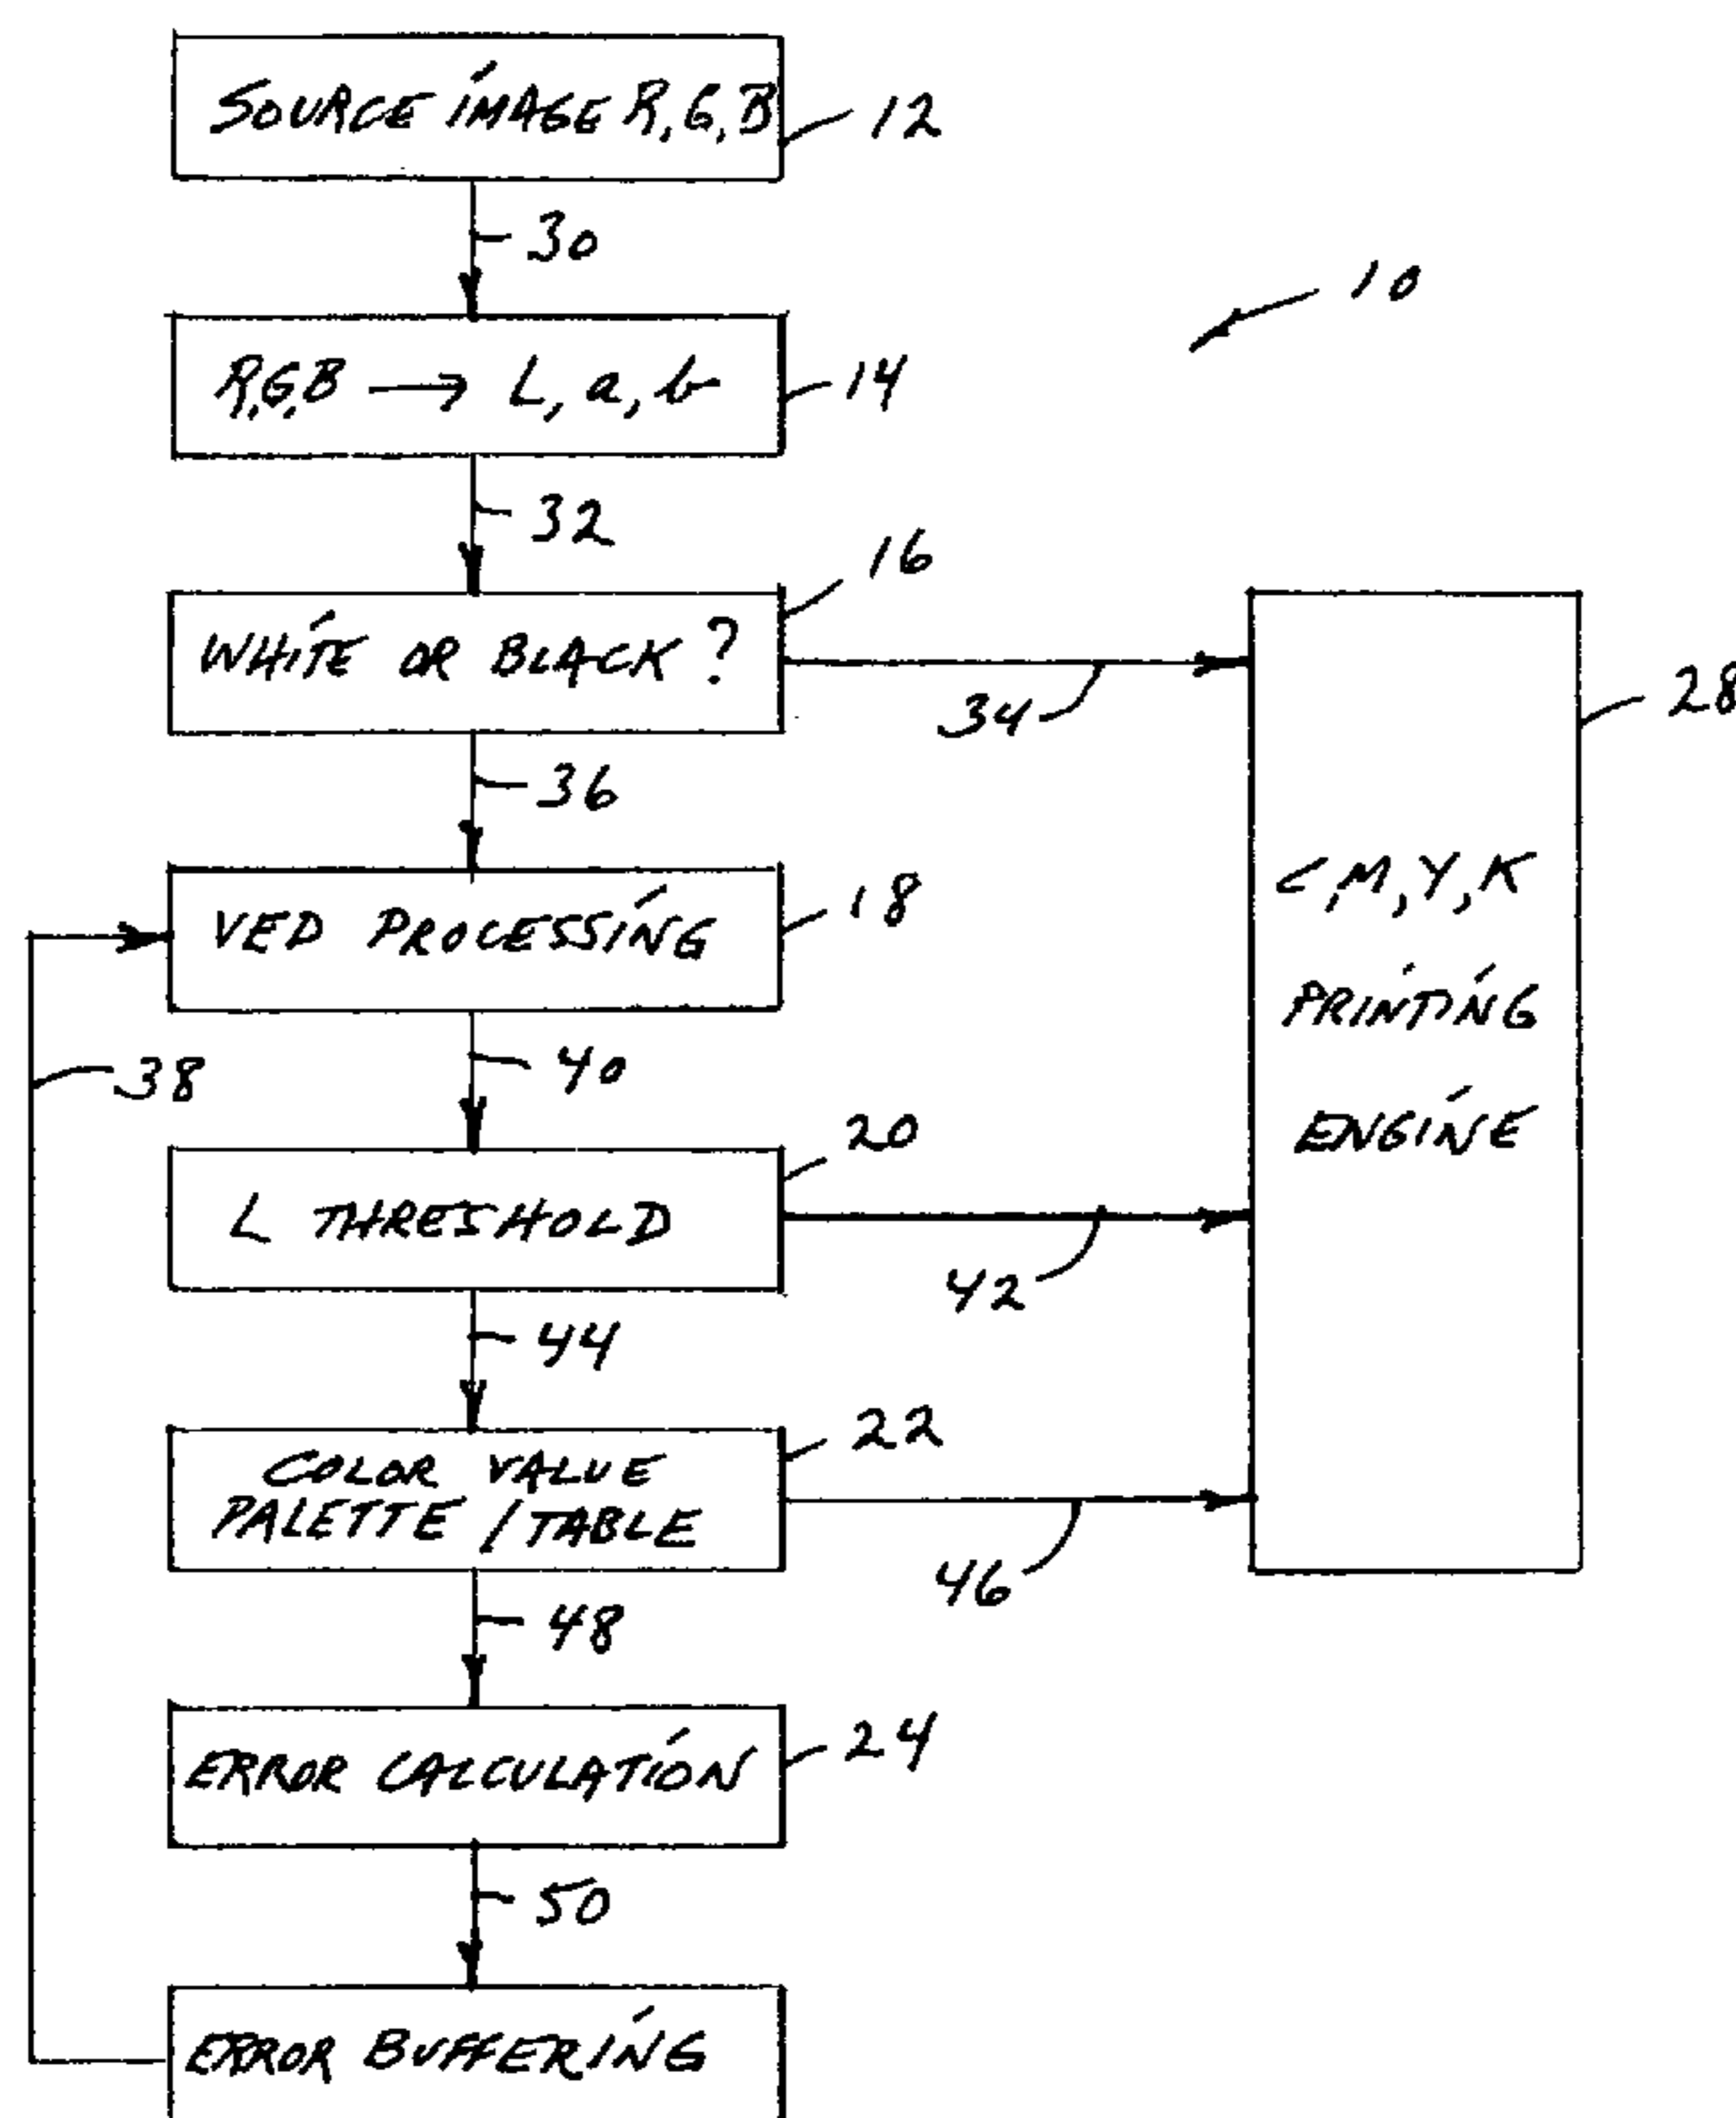 SOURCE IMAGE R, G, B
12
30
10
R,G,B → L, a, b
14
32
16
WHITE OR BLACK ?
34
28
36
C,M,Y,K
PRINTING
ENGINE
VED PROCESSING
18
38
40
20
L THRESHOLD
42
44
22
COLOR VALUE
PALETTE / TABLE
46
48
ERROR CALCULATION
24
50
ERROR BUFFERING